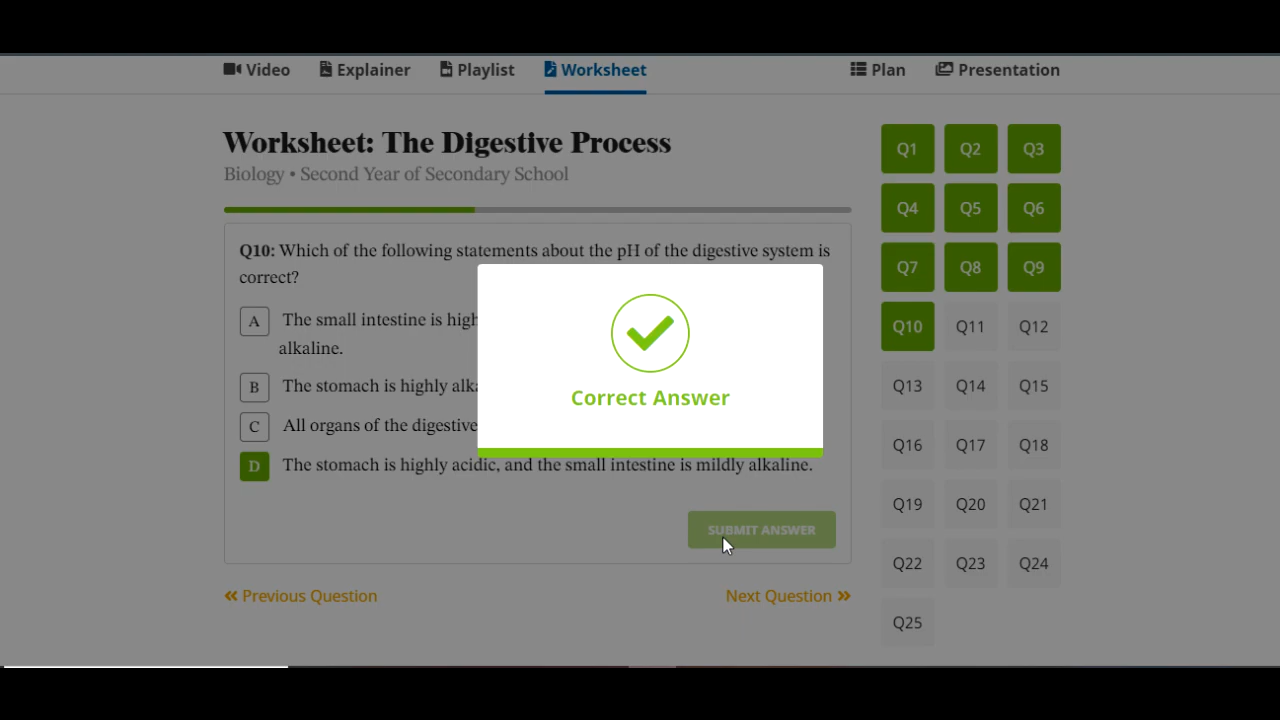 Video Explainer Playlist Worksheet Plan Presentation
Worksheet: The Digestive Process
Biology • Second Year of Secondary School
Q10: Which of the following statements about the pH of the digestive system is
correct?
A The small intestine is high
alkaline.
B The stomach is highly alka
C All organs of the digestive
D The stomach is highly acidic, and the small intestine is mildly alkaline.
Correct Answer
SUBMIT ANSWER
Previous Question Next Question
Q1 Q2 Q3
Q4 Q5 Q6
Q7 Q8 Q9
Q10 Q11 Q12
Q13 Q14 Q15
Q16 Q17 Q18
Q19 Q20 Q21
Q22 Q23 Q24
Q25